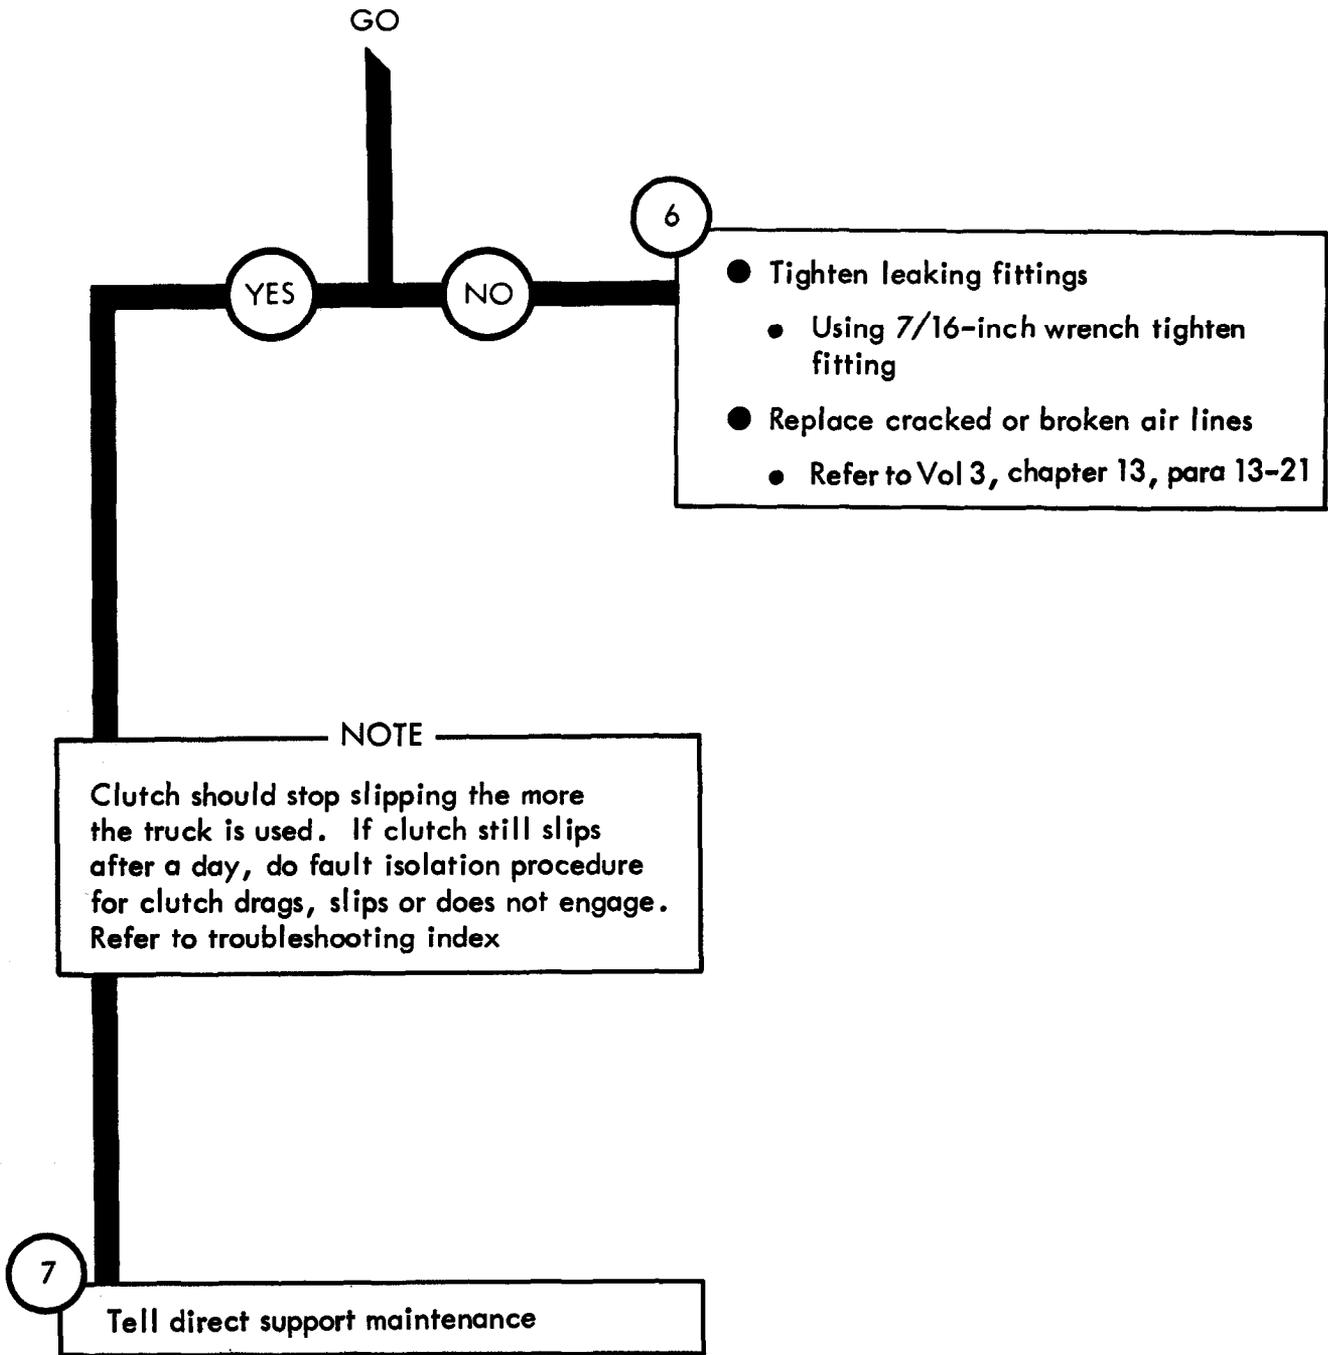 GO
YES
NO
6
● Tighten leaking fittings
● Using 7/16-inch wrench tighten
fitting
● Replace cracked or broken air lines
● Refer to Vol 3, chapter 13, para 13-21
NOTE
Clutch should stop slipping the more
the truck is used. If clutch still slips
after a day, do fault isolation procedure
for clutch drags, slips or does not engage.
Refer to troubleshooting index
7
Tell direct support maintenance